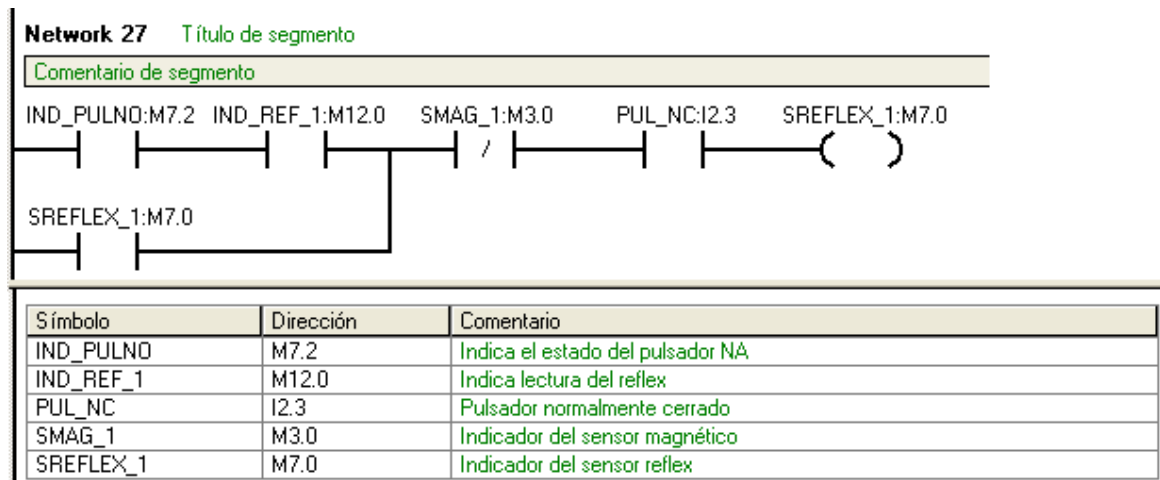 Network 27 Título de segmento
Comentario de segmento
IND_PULNO:M7.2 IND_REF_1:M12.0 SMAG_1:M3.0 PUL_NC:I2.3 SREFLEX_1:M7.0
/
SREFLEX_1:M7.0
Símbolo Dirección Comentario
IND_PULNO M7.2 Indica el estado del pulsador NA
IND_REF_1 M12.0 Indica lectura del reflex
PUL_NC I2.3 Pulsador normalmente cerrado
SMAG_1 M3.0 Indicador del sensor magnético
SREFLEX_1 M7.0 Indicador del sensor reflex